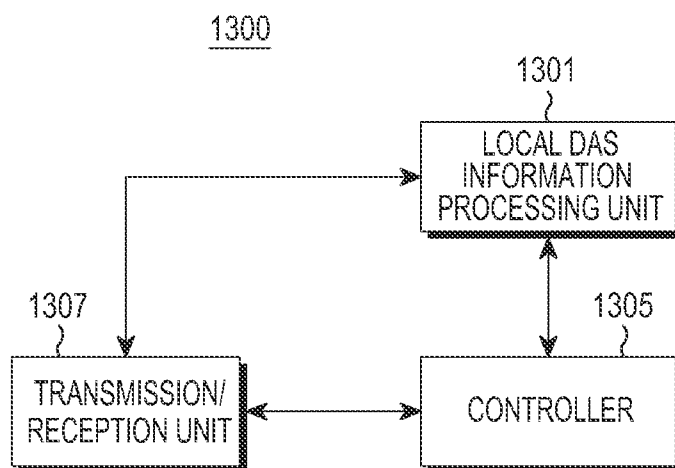 1300
1301
LOCAL DAS
INFORMATION
PROCESSING UNIT
1307
TRANSMISSION/
RECEPTION UNIT
1305
CONTROLLER